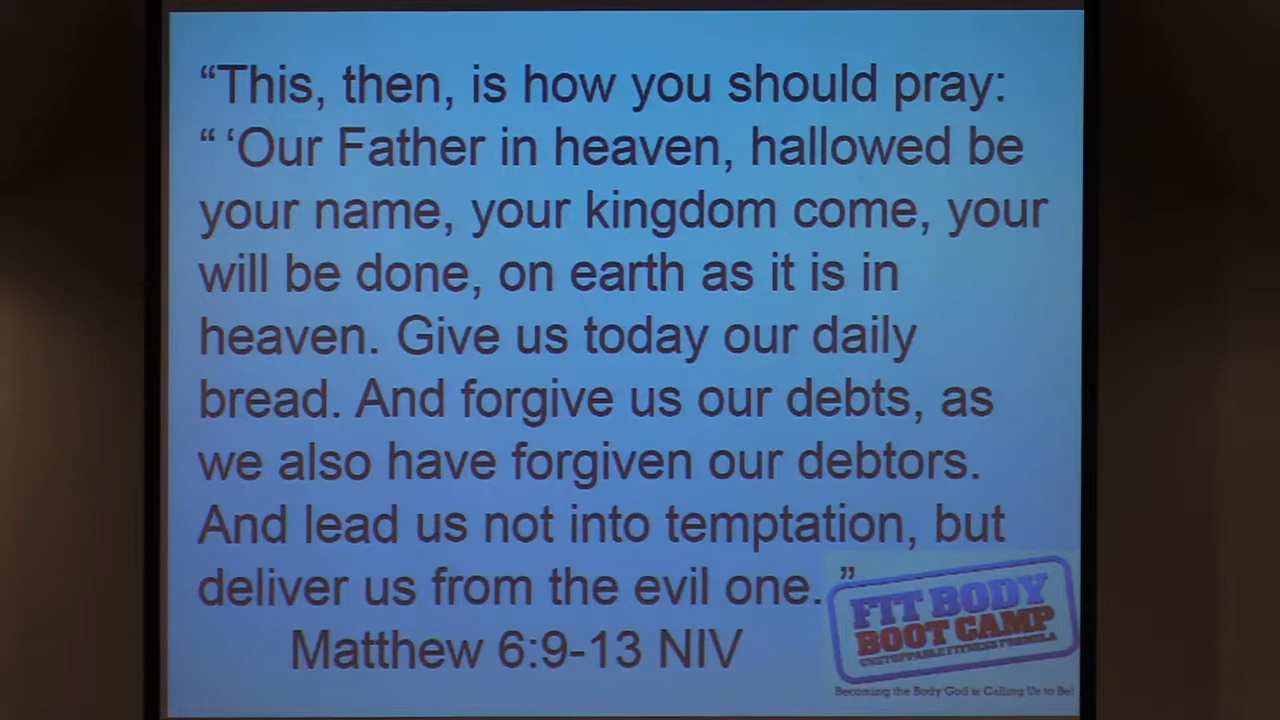 “This, then, is how you should pray:
“ ‘Our Father in heaven, hallowed be
your name, your kingdom come, your
will be done, on earth as it is in
heaven. Give us today our daily
bread. And forgive us our debts, as
we also have forgiven our debtors.
And lead us not into temptation, but
deliver us from the evil one. ”
Matthew 6:9-13 NIV
FIT BODY
BOOT CAMP
UNSTOPPABLE FITNESS FORMULA
Becoming the Body God is Calling Us to Be!